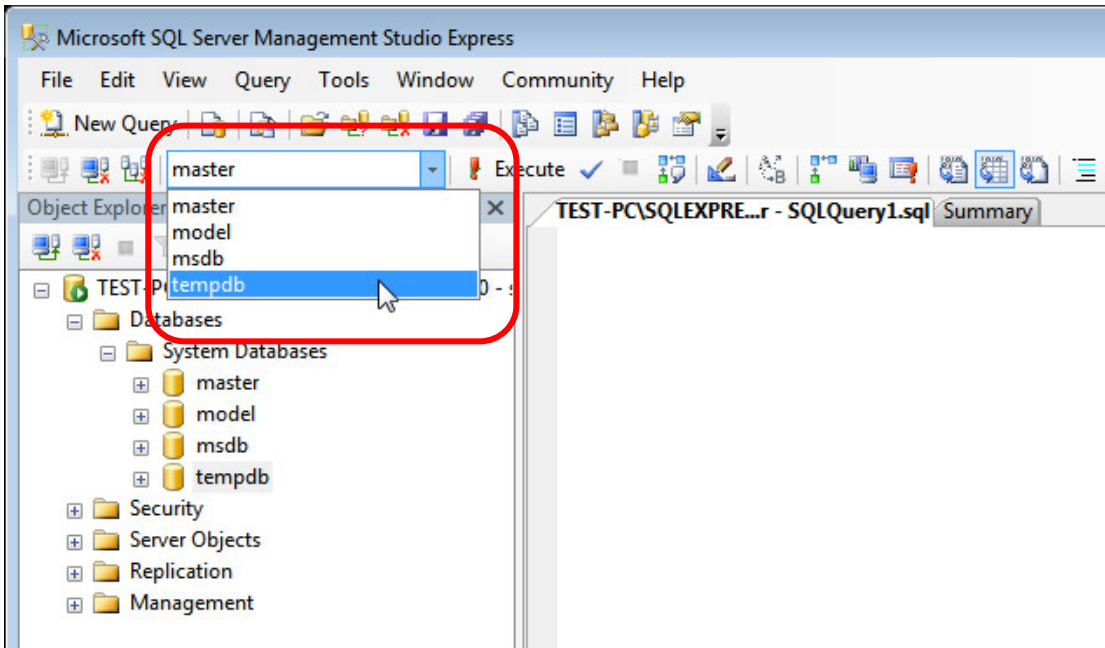 Microsoft SQL Server Management Studio Express
File Edit View Query Tools Window Community Help
New Query
master Execute
Object Explorer
master
model
msdb
tempdb
TEST-PC\SQLEXPRE...r - SQLQuery1.sql Summary
TEST-P 0 - s
Databases
System Databases
master
model
msdb
tempdb
Security
Server Objects
Replication
Management